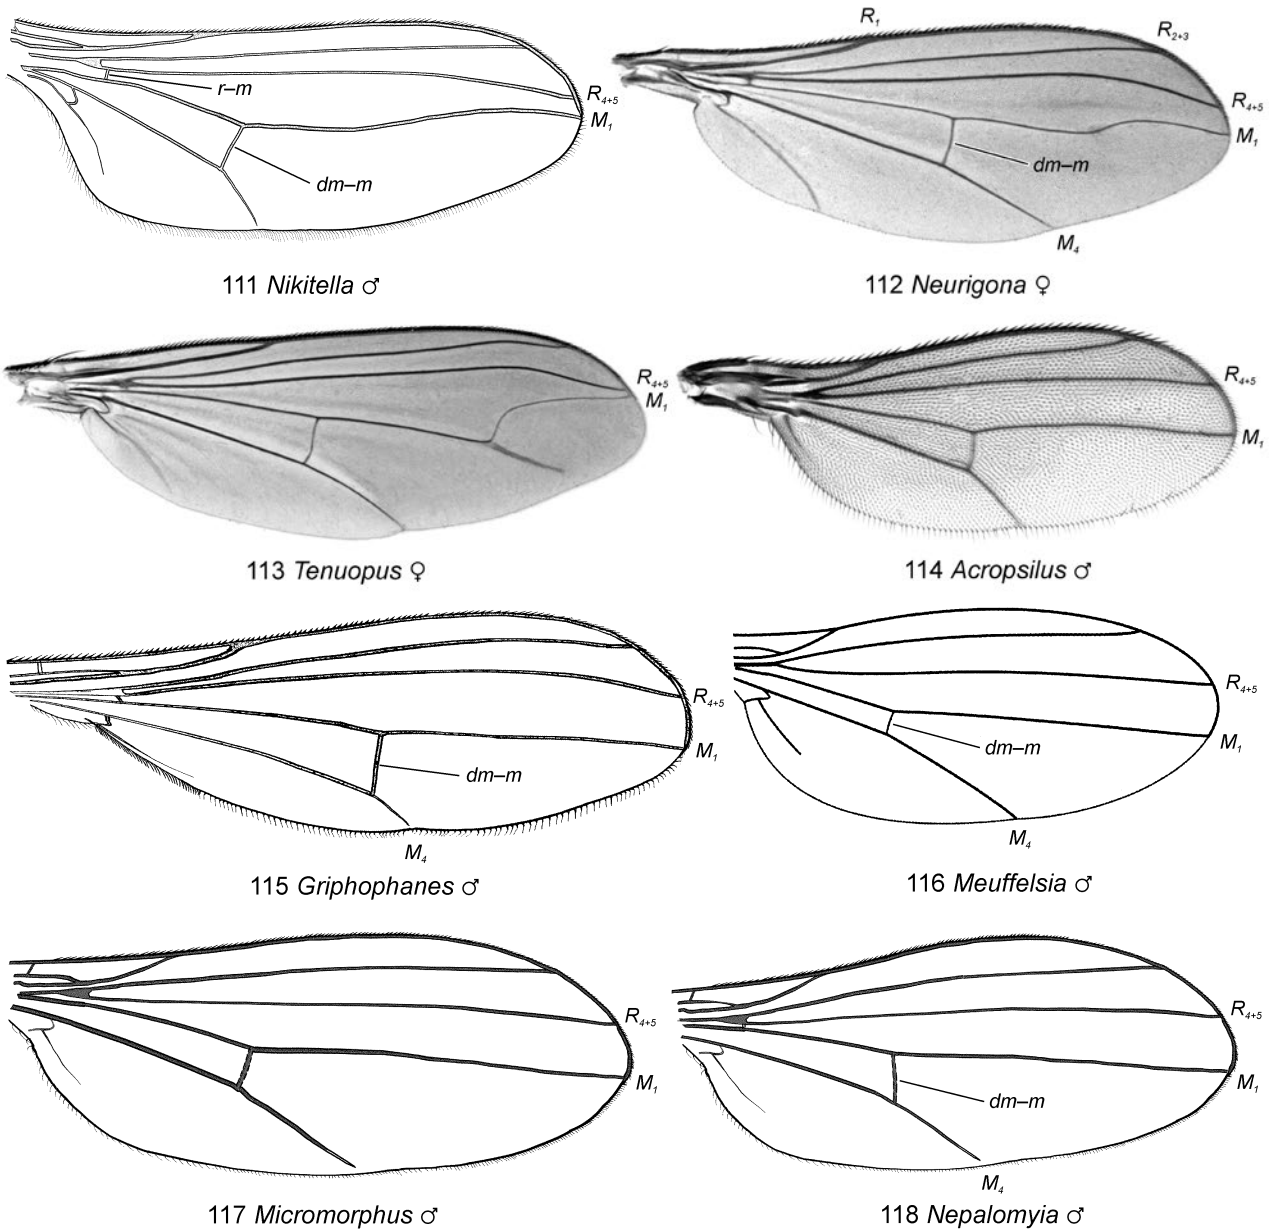 R1
R2+3
r–m
R4+5
M1
R4+5
M1
dm–m
dm–m
M4
111 Nikitella ♂
112 Neurigona ♀
R4+5
M1
R4+5
M1
113 Tenuopus ♀
114 Acropsilus ♂
R4+5
M1
dm–m
M4
R4+5
M1
dm–m
M4
115 Griphophanes ♂
116 Meuffelsia ♂
R4+5
M1
R4+5
M1
dm–m
M4
117 Micromorphus ♂
118 Nepalomyia ♂